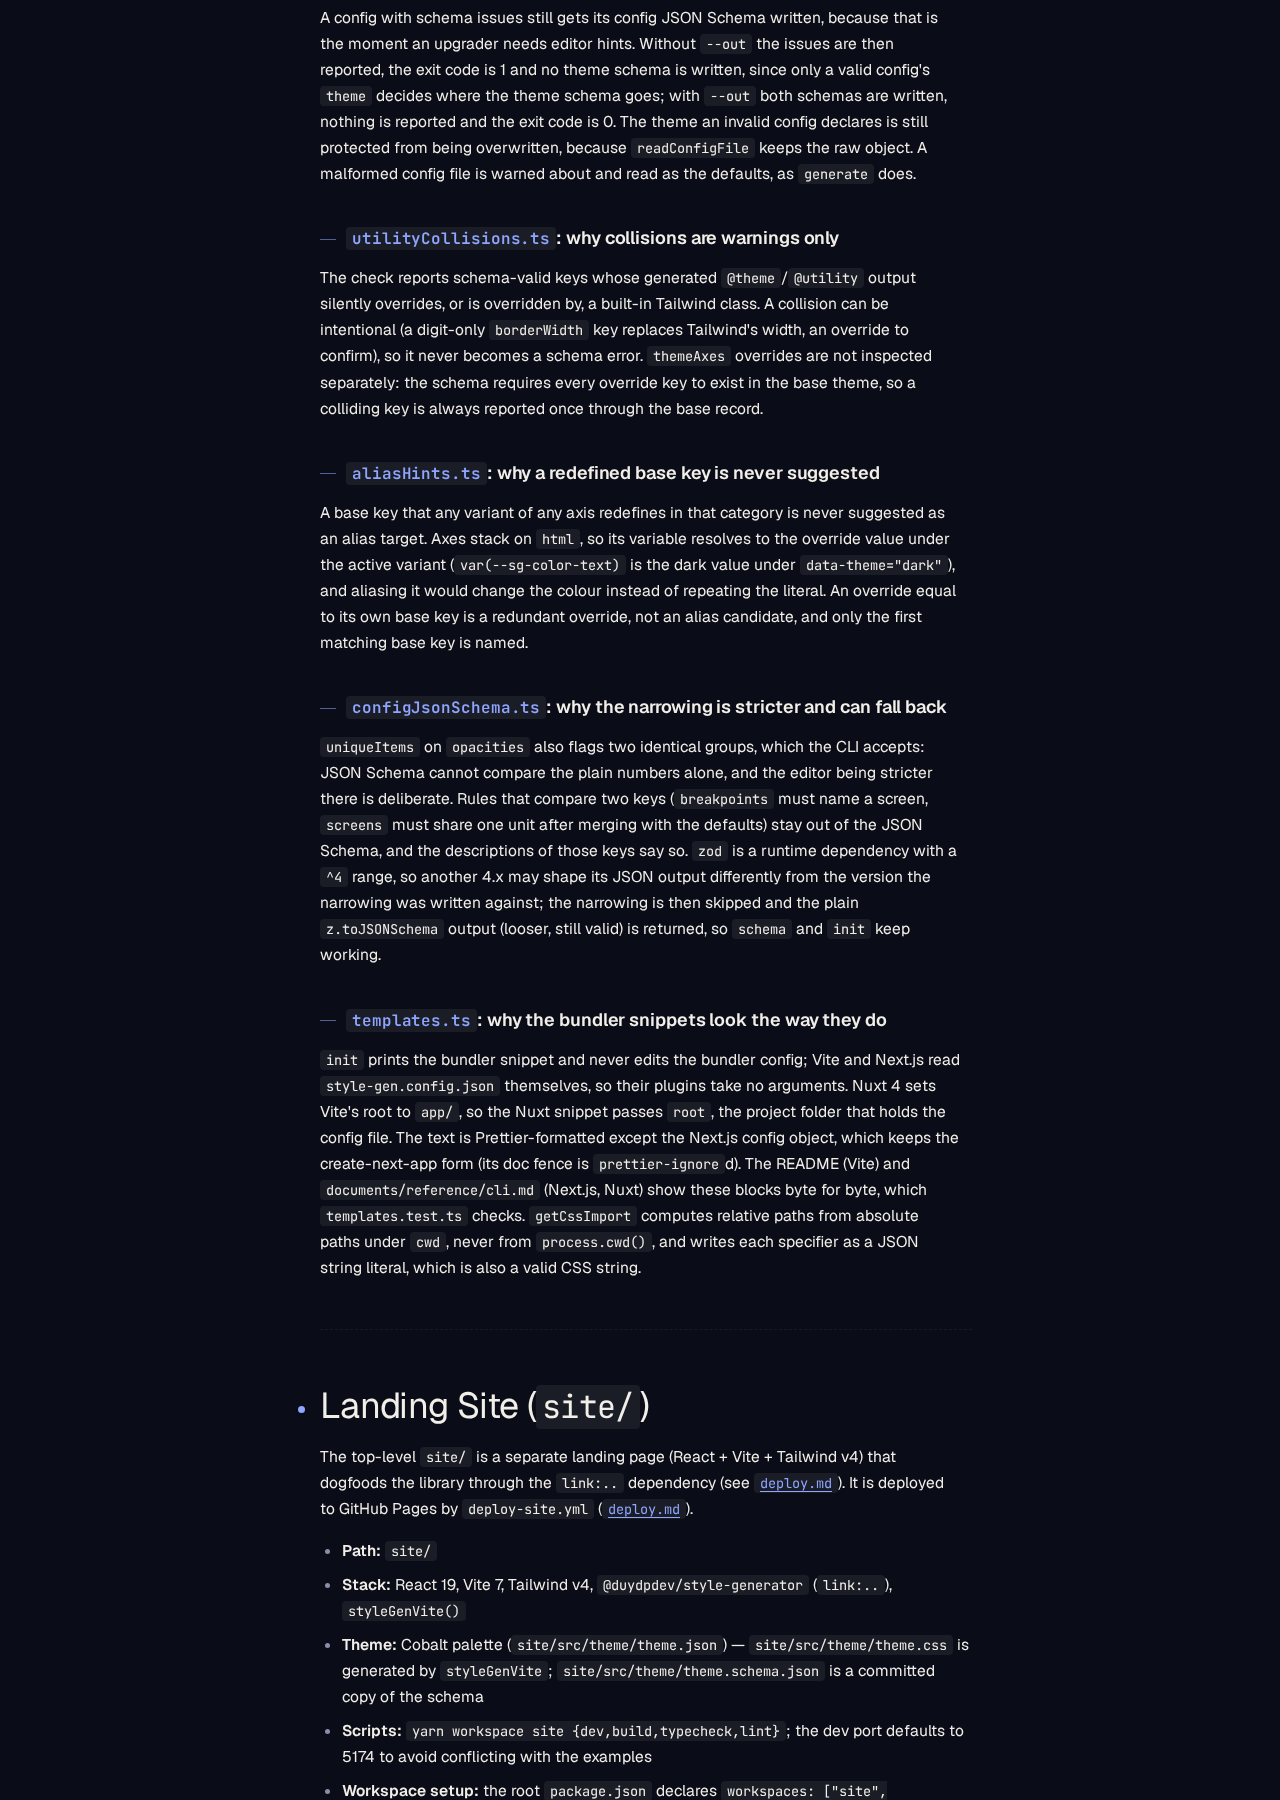 A config with schema issues still gets its config JSON Schema written, because that is
the moment an upgrader needs editor hints. Without --out the issues are then
reported, the exit code is 1 and no theme schema is written, since only a valid config's
theme decides where the theme schema goes; with --out both schemas are written,
nothing is reported and the exit code is 0. The theme an invalid config declares is still
protected from being overwritten, because readConfigFile keeps the raw object. A
malformed config file is warned about and read as the defaults, as generate does.
— utilityCollisions.ts: why collisions are warnings only
The check reports schema-valid keys whose generated @theme/@utility output
silently overrides, or is overridden by, a built-in Tailwind class. A collision can be
intentional (a digit-only borderWidth key replaces Tailwind's width, an override to
confirm), so it never becomes a schema error. themeAxes overrides are not inspected
separately: the schema requires every override key to exist in the base theme, so a
colliding key is always reported once through the base record.
— aliasHints.ts: why a redefined base key is never suggested
A base key that any variant of any axis redefines in that category is never suggested as
an alias target. Axes stack on html, so its variable resolves to the override value under
the active variant (var(--sg-color-text) is the dark value under data-theme="dark"),
and aliasing it would change the colour instead of repeating the literal. An override equal
to its own base key is a redundant override, not an alias candidate, and only the first
matching base key is named.
— configJsonSchema.ts: why the narrowing is stricter and can fall back
uniqueItems on opacities also flags two identical groups, which the CLI accepts:
JSON Schema cannot compare the plain numbers alone, and the editor being stricter
there is deliberate. Rules that compare two keys (breakpoints must name a screen,
screens must share one unit after merging with the defaults) stay out of the JSON
Schema, and the descriptions of those keys say so. zod is a runtime dependency with a
^4 range, so another 4.x may shape its JSON output differently from the version the
narrowing was written against; the narrowing is then skipped and the plain
z.toJSONSchema output (looser, still valid) is returned, so schema and init keep
working.
— templates.ts: why the bundler snippets look the way they do
init prints the bundler snippet and never edits the bundler config; Vite and Next.js read
style-gen.config.json themselves, so their plugins take no arguments. Nuxt 4 sets
Vite's root to app/, so the Nuxt snippet passes root, the project folder that holds the
config file. The text is Prettier-formatted except the Next.js config object, which keeps the
create-next-app form (its doc fence is prettier-ignored). The README (Vite) and
documents/reference/cli.md (Next.js, Nuxt) show these blocks byte for byte, which
templates.test.ts checks. getCssImport computes relative paths from absolute
paths under cwd, never from process.cwd(), and writes each specifier as a JSON
string literal, which is also a valid CSS string.
Landing Site (site/)
The top-level site/ is a separate landing page (React + Vite + Tailwind v4) that
dogfoods the library through the link:.. dependency (see deploy.md). It is deployed
to GitHub Pages by deploy-site.yml (deploy.md).
• Path: site/
• Stack: React 19, Vite 7, Tailwind v4, @duydpdev/style-generator (link:..),
styleGenVite()
• Theme: Cobalt palette (site/src/theme/theme.json) — site/src/theme/theme.css is
generated by styleGenVite; site/src/theme/theme.schema.json is a committed
copy of the schema
• Scripts: yarn workspace site {dev,build,typecheck,lint}; the dev port defaults to
5174 to avoid conflicting with the examples
• Workspace setup: the root package.json declares workspaces: ["site",